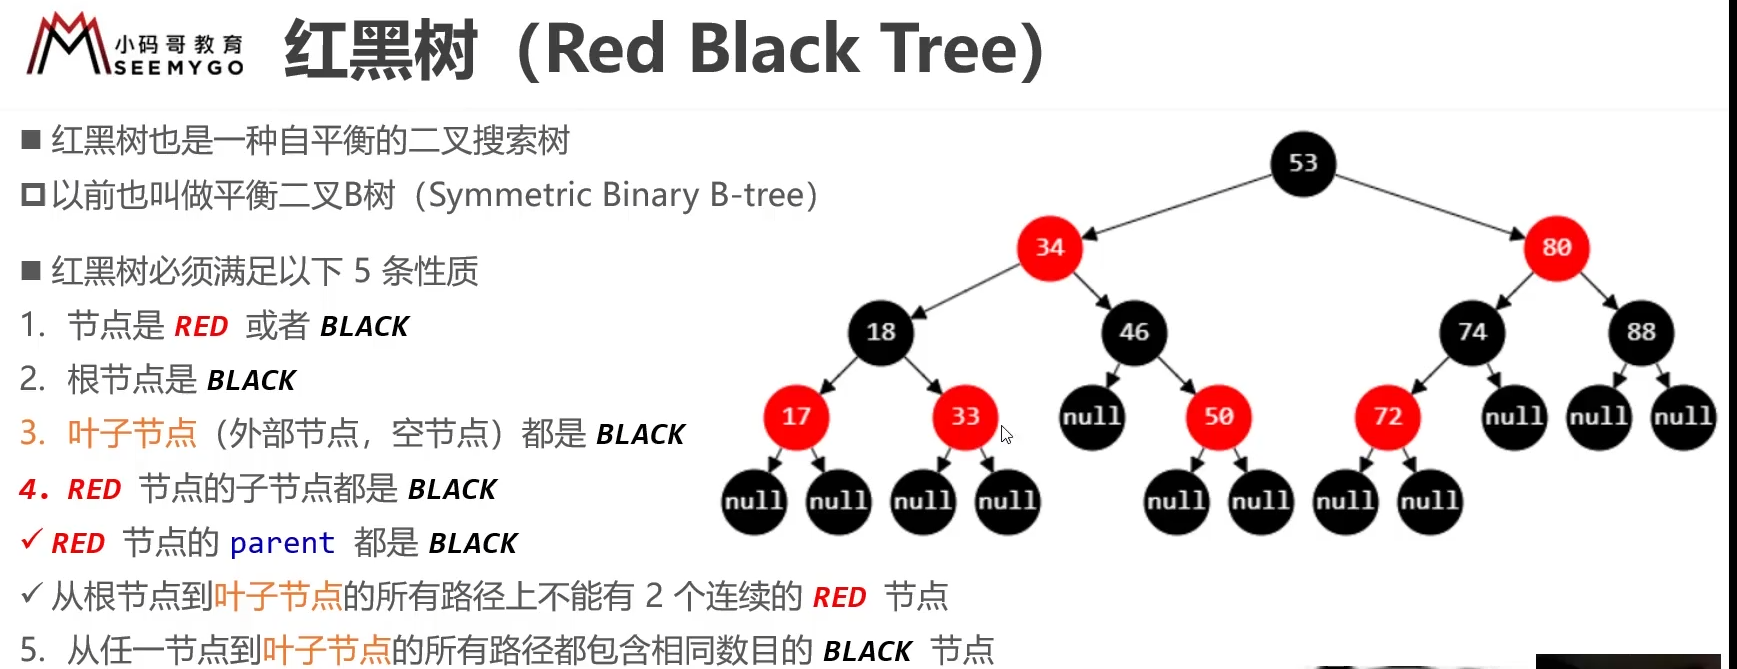 小码哥教育
SEEMYGO
红黑树（Red Black Tree）
■ 红黑树也是一种自平衡的二叉搜索树
以前也叫做平衡二叉B树（Symmetric Binary B-tree）
■ 红黑树必须满足以下 5 条性质
1. 节点是 RED 或者 BLACK
2. 根节点是 BLACK
3. 叶子节点（外部节点，空节点）都是 BLACK
4. RED 节点的子节点都是 BLACK
✓ RED 节点的 parent 都是 BLACK
✓ 从根节点到叶子节点的所有路径上不能有 2 个连续的 RED 节点
5. 从任一节点到叶子节点的所有路径都包含相同数目的 BLACK 节点
53
34 80
18 46 74 88
17 33 null 50 72 null null null
null null null null null null null null